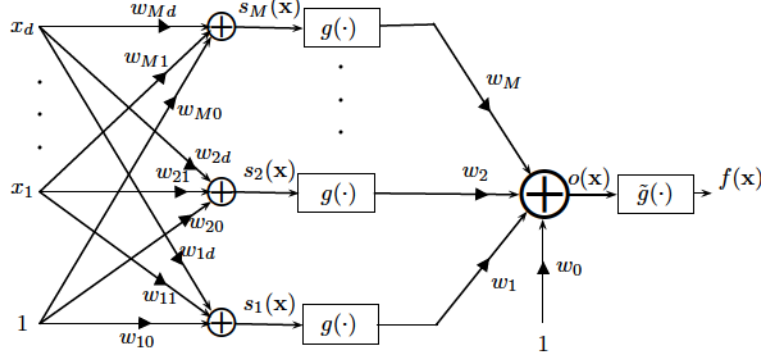 x_d w_{Md} s_M(x) g(·)
w_{M1}
w_{M0} w_M
w_{2d} s_2(x) o(x)
x_1 w_{21} g(·) w_2 g̃(·) f(x)
w_{20}
w_{1d}
w_{11} s_1(x) w_1 w_0
1 w_{10} g(·) 1